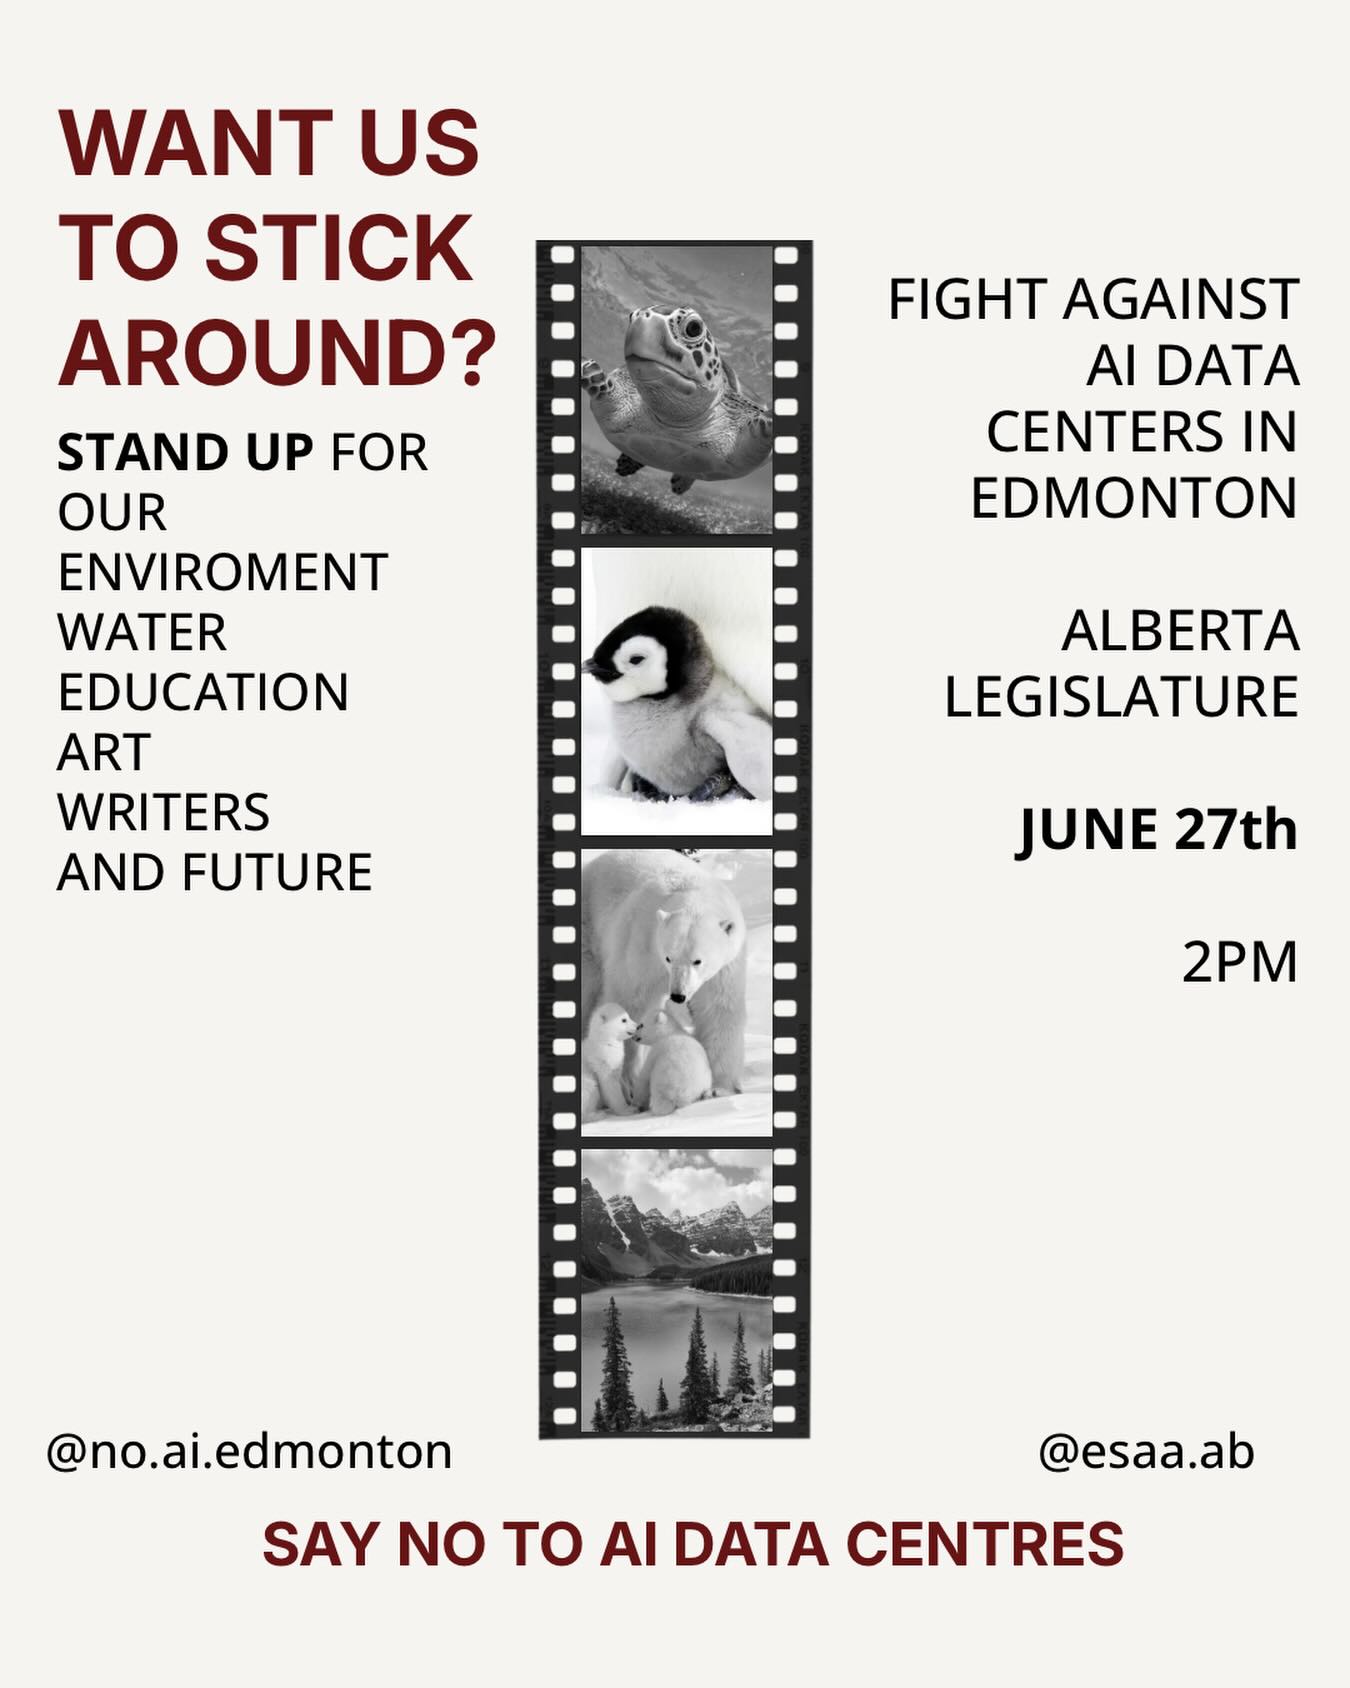 WANT US
TO STICK
AROUND?
STAND UP FOR
OUR
ENVIROMENT
WATER
EDUCATION
ART
WRITERS
AND FUTURE
FIGHT AGAINST
AI DATA
CENTERS IN
EDMONTON
ALBERTA
LEGISLATURE
JUNE 27th
2PM
@no.ai.edmonton
@esaa.ab
SAY NO TO AI DATA CENTRES